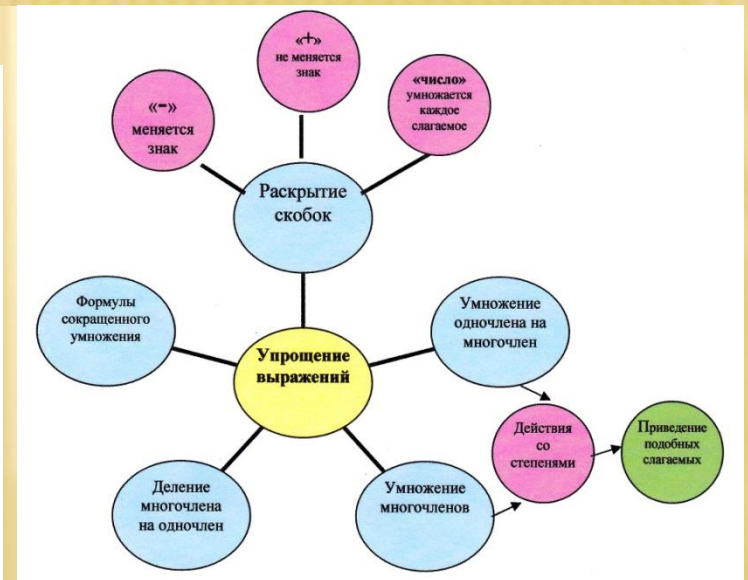 «+»
не меняется
знак
«-»
меняется
знак
«число»
умножается
каждое
слагаемое
Раскрытие
скобок
Формулы
сокращенного
умножения
Умножение
одночлена на
многочлен
Упрощение
выражений
Действия
со
степенями
Приведение
подобных
слагаемых
Деление
многочлена
на одночлен
Умножение
многочленов